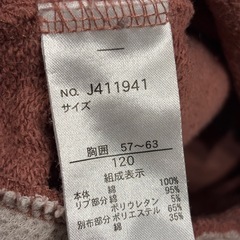 NO. J411941
サイズ
胸囲 57〜63
120
組成表示
本体 綿 100%
リブ部分 綿 95%
ポリウレタン 5%
別布部分 ポリエステル 65%
綿 35%